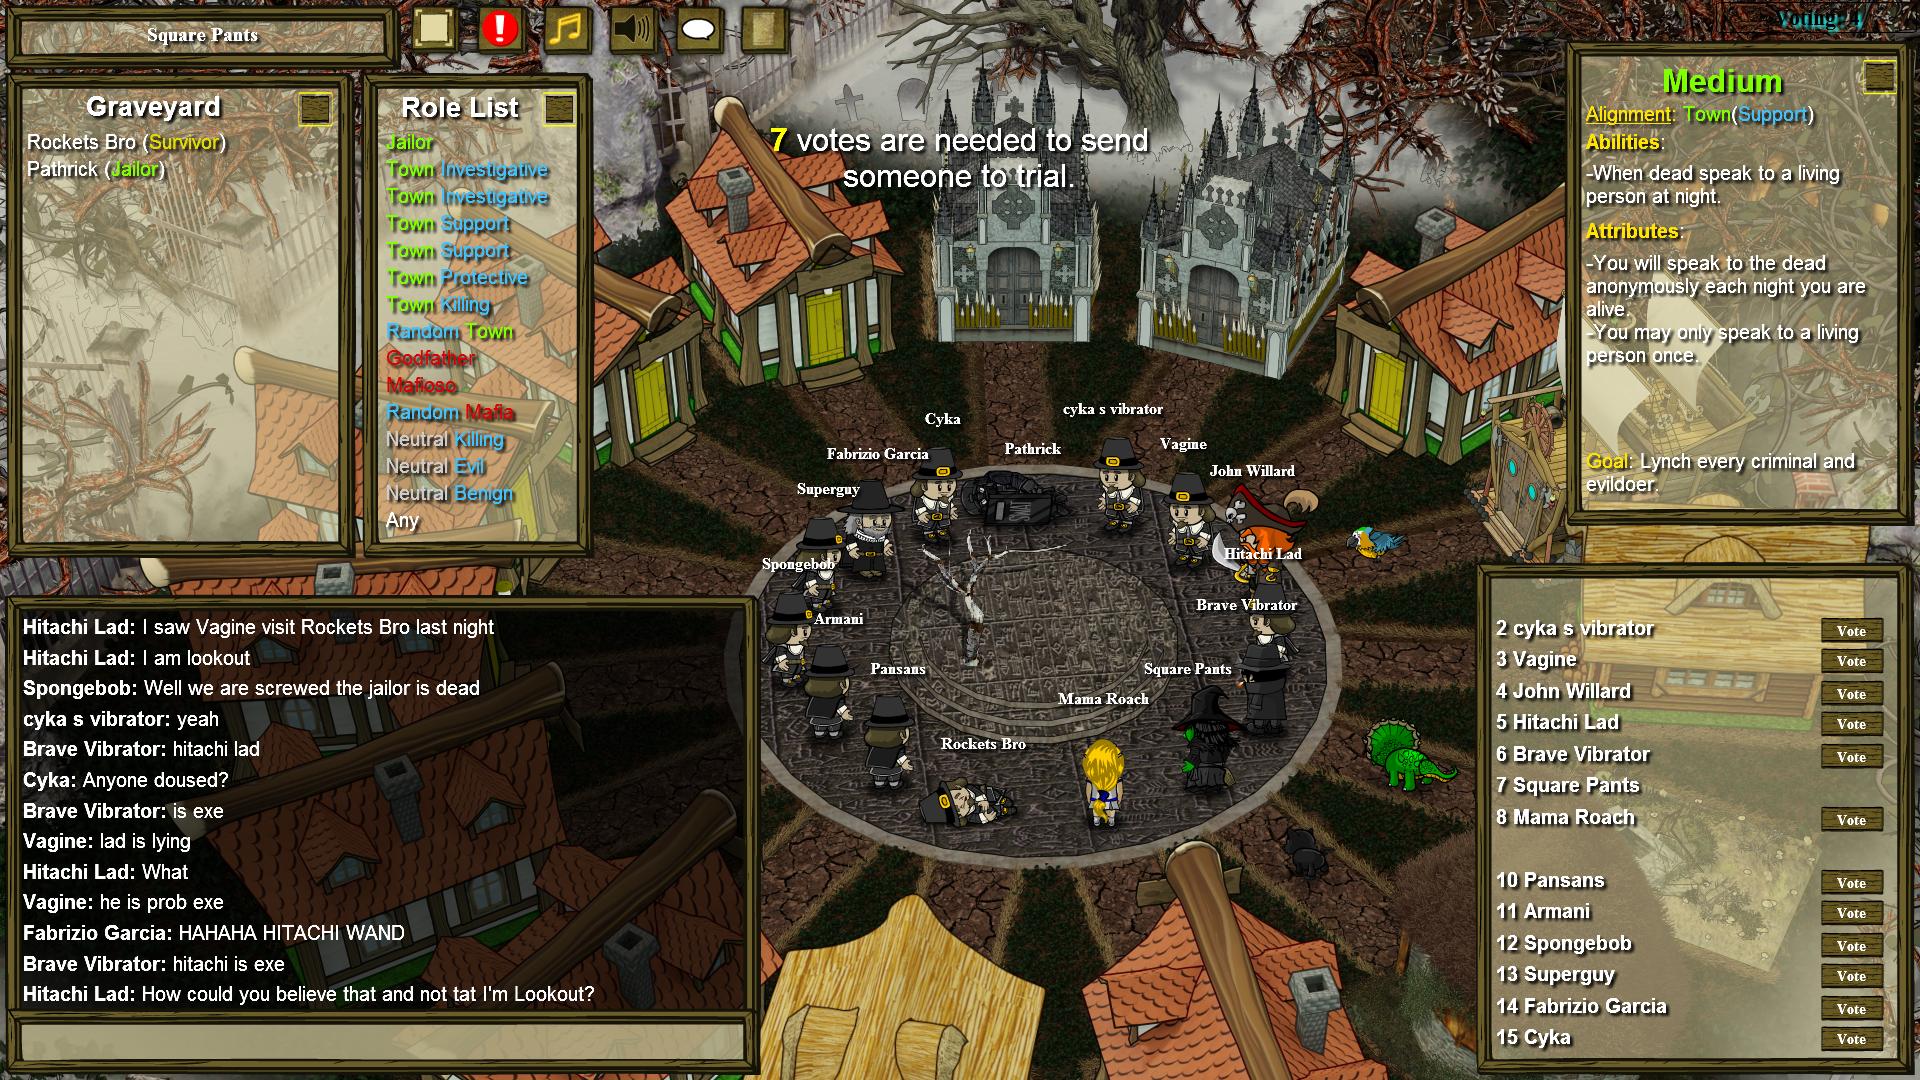 Square Pants
Voting: 4
Graveyard
Rockets Bro (Survivor)
Pathrick (Jailor)
Role List
Jailor
Town Investigative
Town Investigative
Town Support
Town Support
Town Protective
Town Killing
Random Town
Godfather
Mafioso
Random Mafia
Neutral Killing
Neutral Evil
Neutral Benign
Any
7 votes are needed to send
someone to trial.
Medium
Alignment: Town(Support)
Abilities:
-When dead speak to a living
person at night.
Attributes:
-You will speak to the dead
anonymously each night you are
alive.
-You may only speak to a living
person once.
Goal: Lynch every criminal and
evildoer.
cyka s vibrator
Cyka
Vagine
Pathrick
Fabrizio Garcia
John Willard
Superguy
Hitachi Lad
Spongebob
Brave Vibrator
Armani
Pansans
Square Pants
Mama Roach
Rockets Bro
Hitachi Lad: I saw Vagine visit Rockets Bro last night
Hitachi Lad: I am lookout
Spongebob: Well we are screwed the jailor is dead
cyka s vibrator: yeah
Brave Vibrator: hitachi lad
Cyka: Anyone doused?
Brave Vibrator: is exe
Vagine: lad is lying
Hitachi Lad: What
Vagine: he is prob exe
Fabrizio Garcia: HAHAHA HITACHI WAND
Brave Vibrator: hitachi is exe
Hitachi Lad: How could you believe that and not tat I'm Lookout?
2 cyka s vibrator Vote
3 Vagine Vote
4 John Willard Vote
5 Hitachi Lad Vote
6 Brave Vibrator Vote
7 Square Pants
8 Mama Roach Vote
10 Pansans Vote
11 Armani Vote
12 Spongebob Vote
13 Superguy Vote
14 Fabrizio Garcia Vote
15 Cyka Vote